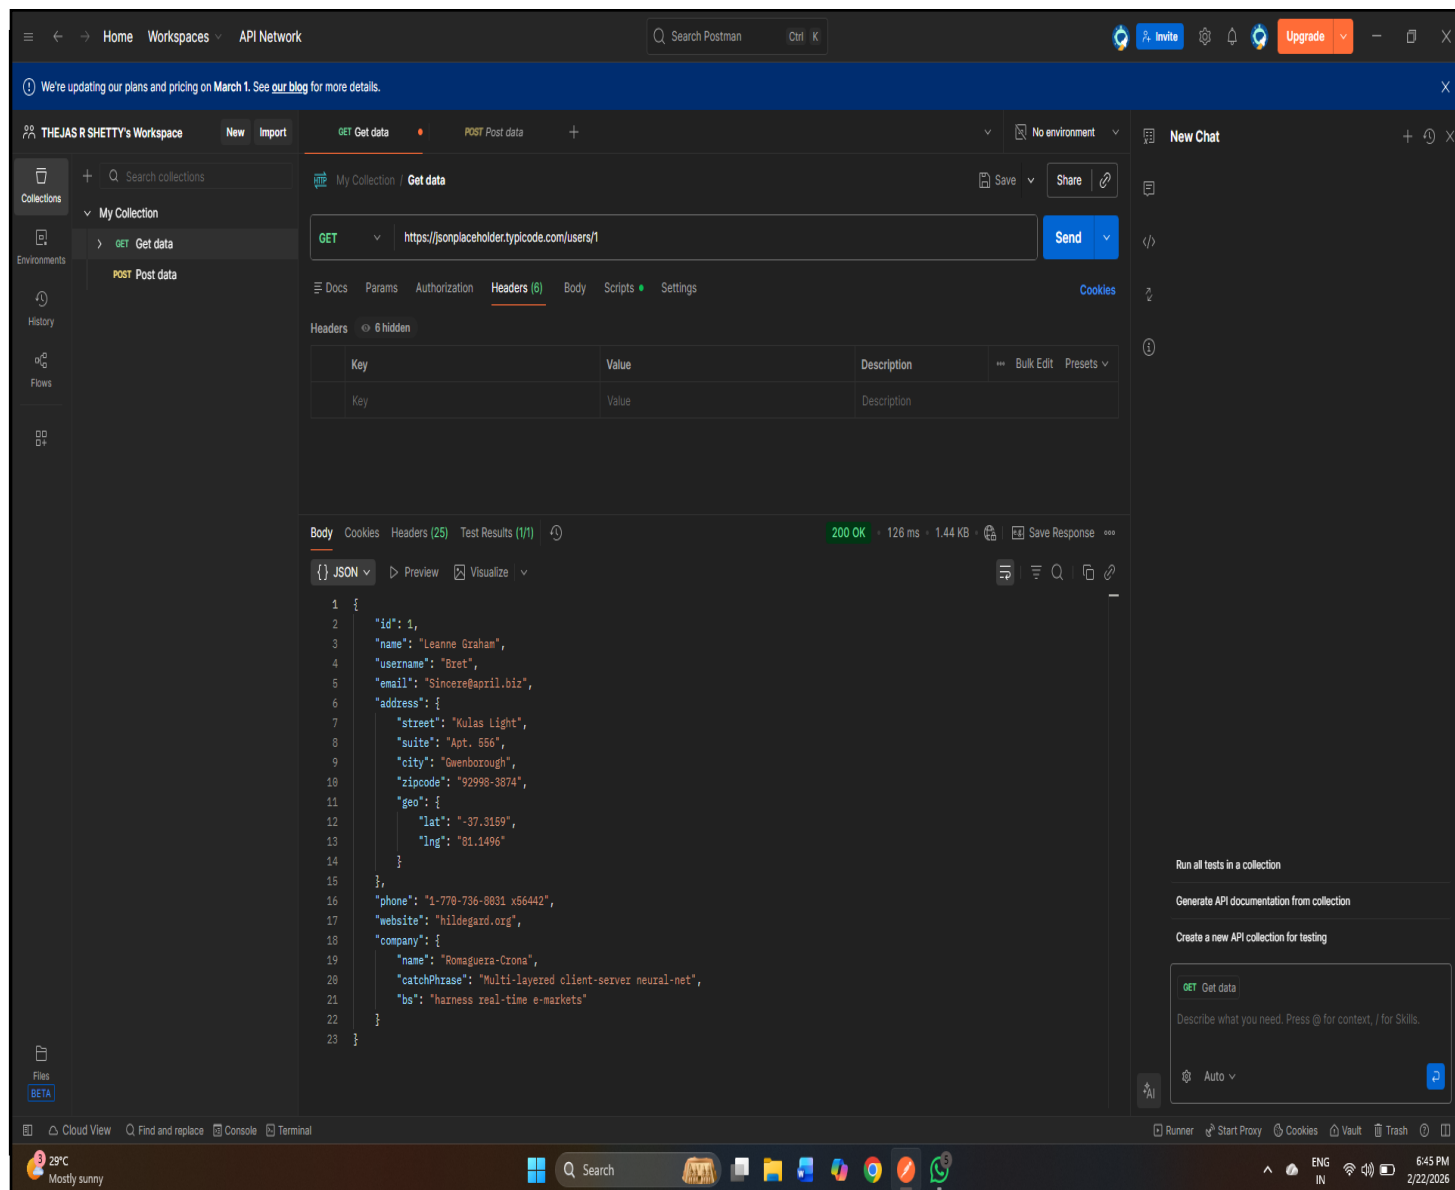 Home Workspaces API Network Search Postman Ctrl K Invite Upgrade
We're updating our plans and pricing on March 1. See our blog for more details.
THEJAS R SHETTY's Workspace New Import
GET Get data POST Post data No environment
New Chat
Collections
Search collections
My Collection
GET Get data
POST Post data
Environments
History
Flows
Files
BETA
HTTP My Collection / Get data Save Share
GET https://jsonplaceholder.typicode.com/users/1 Send
Docs Params Authorization Headers (6) Body Scripts Settings Cookies
Headers 6 hidden
Key Value Description Bulk Edit Presets
Key Value Description
Body Cookies Headers (25) Test Results (1/1) 200 OK 126 ms 1.44 KB Save Response
{} JSON Preview Visualize
1 {
2 "id": 1,
3 "name": "Leanne Graham",
4 "username": "Bret",
5 "email": "Sincere@april.biz",
6 "address": {
7 "street": "Kulas Light",
8 "suite": "Apt. 556",
9 "city": "Gwenborough",
10 "zipcode": "92998-3874",
11 "geo": {
12 "lat": "-37.3159",
13 "lng": "81.1496"
14 }
15 },
16 "phone": "1-770-736-8031 x56442",
17 "website": "hildegard.org",
18 "company": {
19 "name": "Romaguera-Crona",
20 "catchPhrase": "Multi-layered client-server neural-net",
21 "bs": "harness real-time e-markets"
22 }
23 }
Run all tests in a collection
Generate API documentation from collection
Create a new API collection for testing
GET Get data
Describe what you need. Press @ for context, / for Skills.
Auto
AI
Cloud View Find and replace Console Terminal Runner Start Proxy Cookies Vault Trash
3 29°C
Mostly sunny
Search
ENG
IN
6:45 PM
2/22/2026